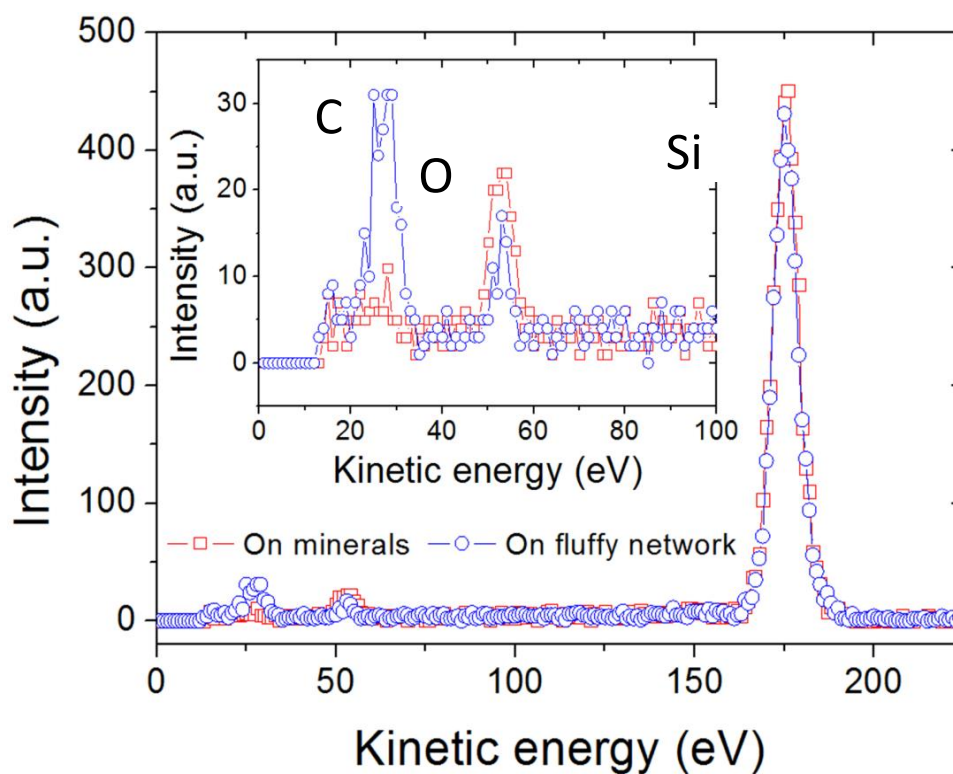 500
400
300
200
100
0
Intensity (a.u.)
30
20
10
0
Intensity (a.u.)
C
O
Si
0 20 40 60 80 100
Kinetic energy (eV)
On minerals On fluffy network
0 50 100 150 200
Kinetic energy (eV)